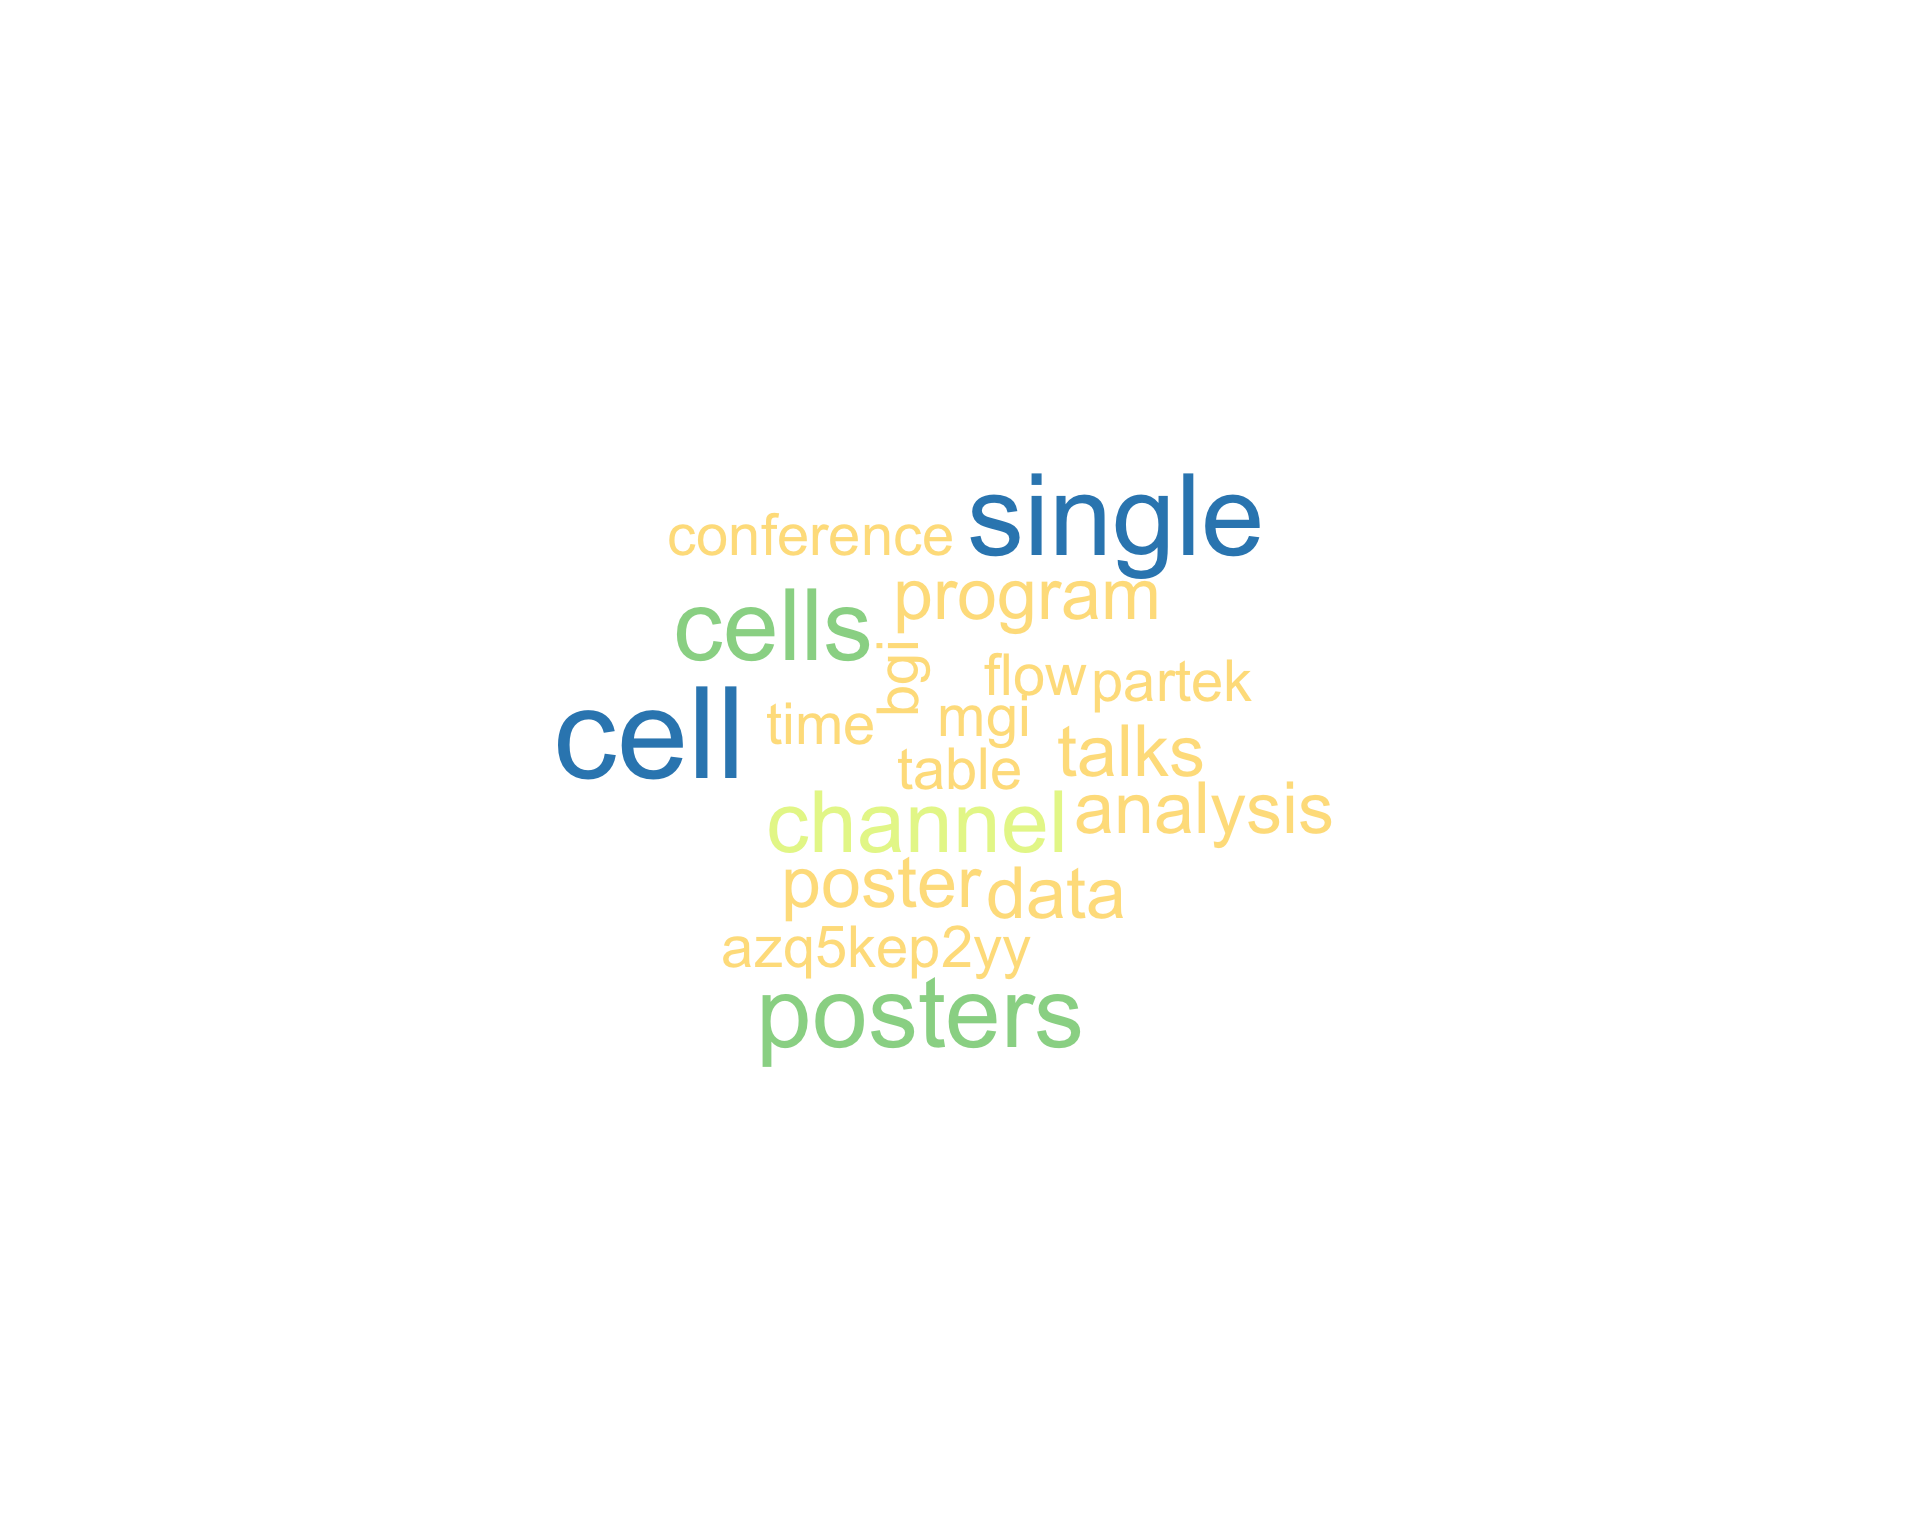 single
conference
program
cells
bgi
flow
partek
cell
time
mgi
talks
table
channel
analysis
poster
data
azq5kep2yy
posters